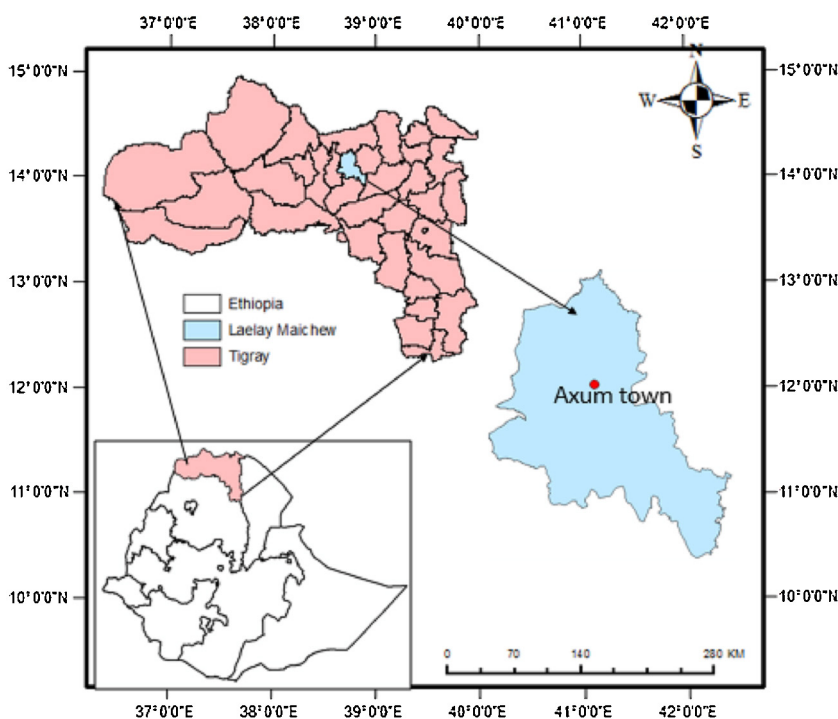 37°0'0"E 38°0'0"E 39°0'0"E 40°0'0"E 41°0'0"E 42°0'0"E
N
15°0'0"N 15°0'0"N
W E
S
14°0'0"N 14°0'0"N
13°0'0"N 13°0'0"N
Ethiopia
Laelay Maichew
Tigray
12°0'0"N 12°0'0"N
Axum town
11°0'0"N 11°0'0"N
10°0'0"N 10°0'0"N
0 70 140 280 KM
37°0'0"E 38°0'0"E 39°0'0"E 40°0'0"E 41°0'0"E 42°0'0"E